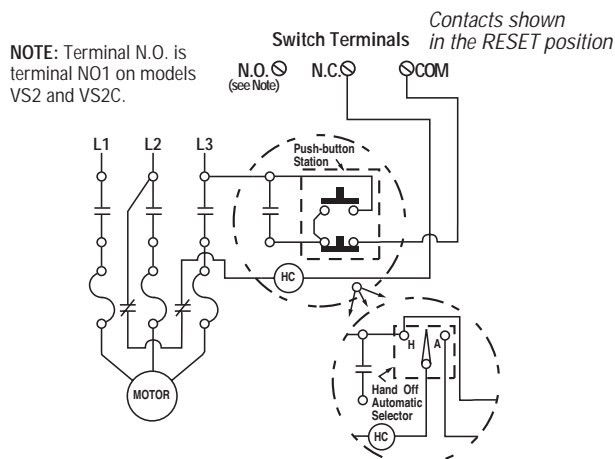 Contacts shown
in the RESET position
Switch Terminals
NOTE: Terminal N.O. is
terminal NO1 on models
VS2 and VS2C.
N.O.
(see Note)
N.C.
COM
L1
L2
L3
Push-button
Station
HC
H
A
Hand Off
Automatic
Selector
MOTOR
HC